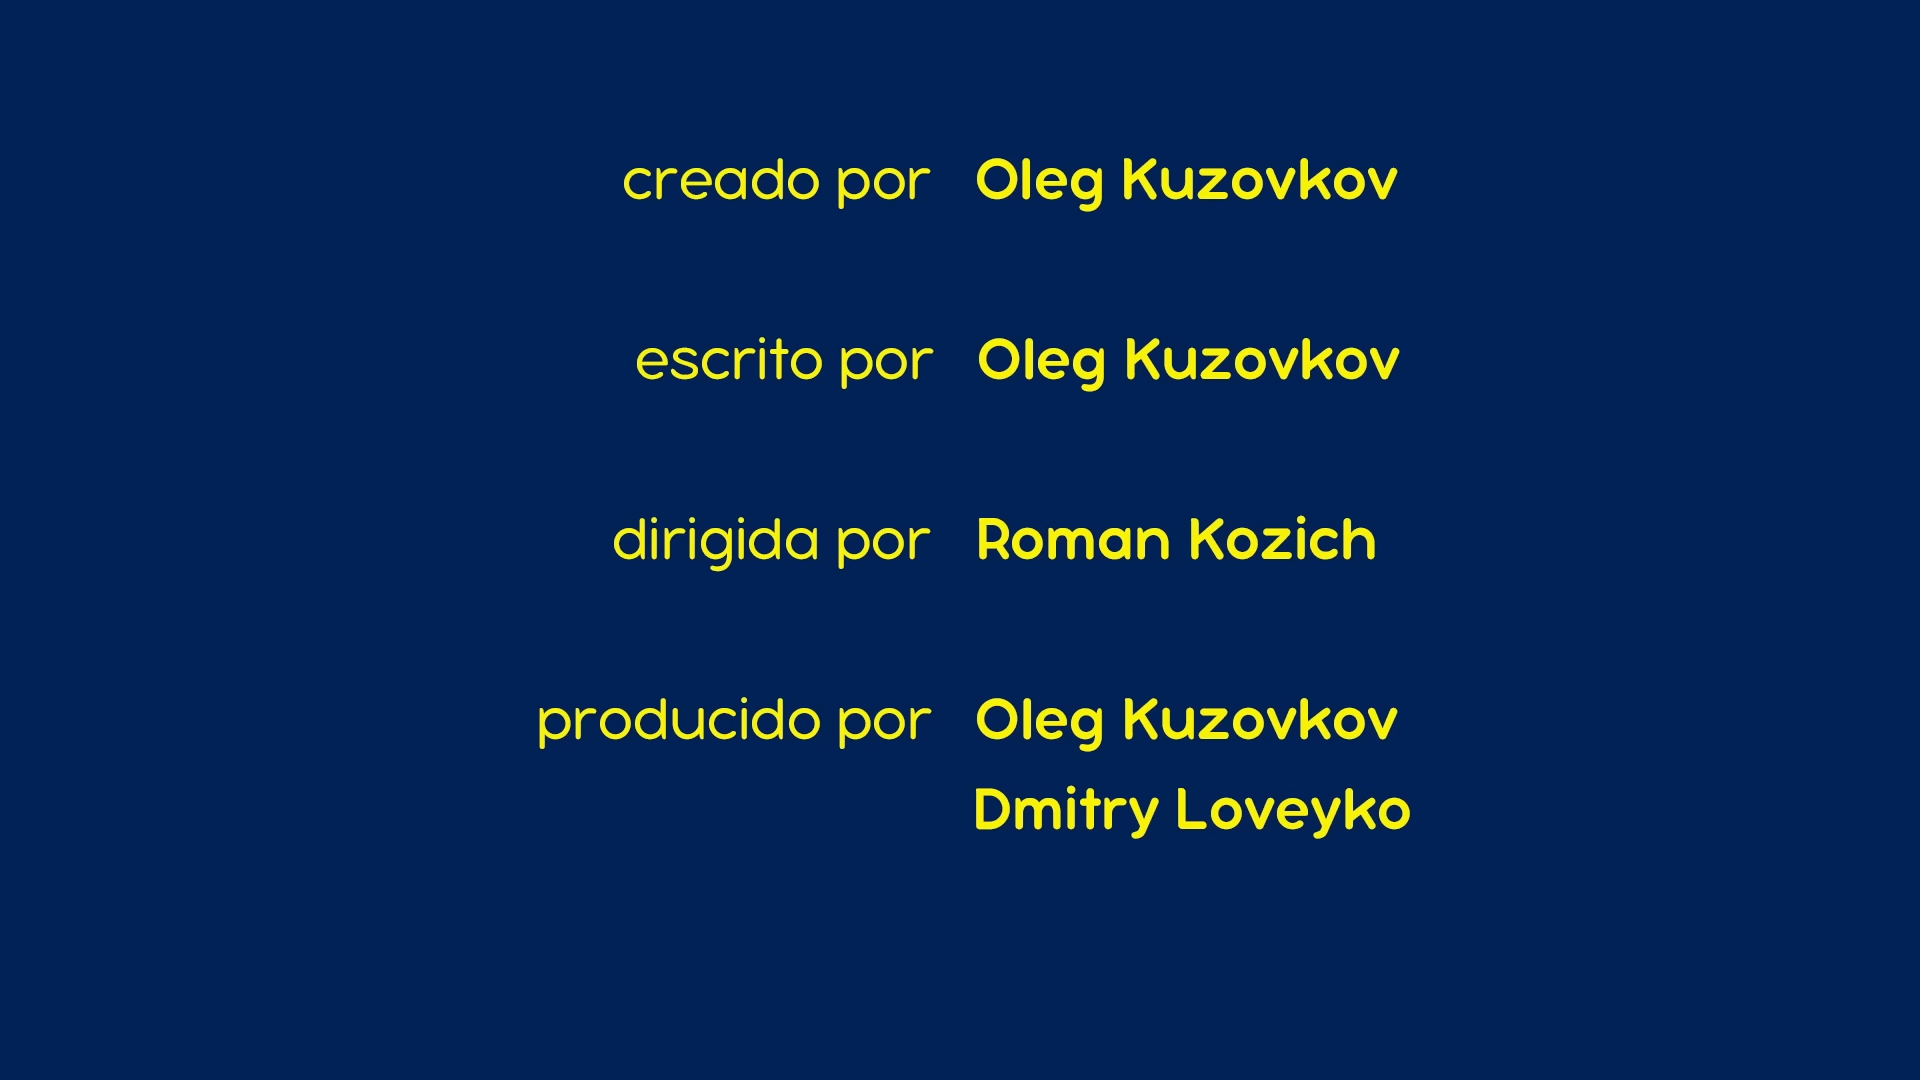 creado por Oleg Kuzovkov
escrito por Oleg Kuzovkov
dirigida por Roman Kozich
producido por Oleg Kuzovkov
Dmitry Loveyko